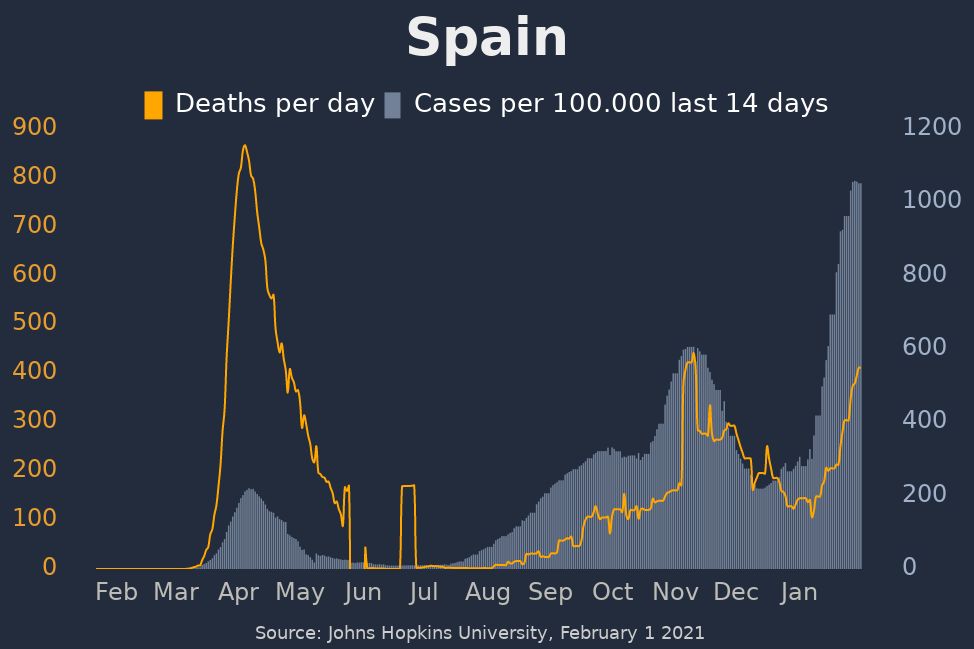 Spain
Deaths per day Cases per 100.000 last 14 days
900 1200
800
700 1000
600 800
500
400 600
300 400
200 200
100
0 0
Feb Mar Apr May Jun Jul Aug Sep Oct Nov Dec Jan
Source: Johns Hopkins University, February 1 2021